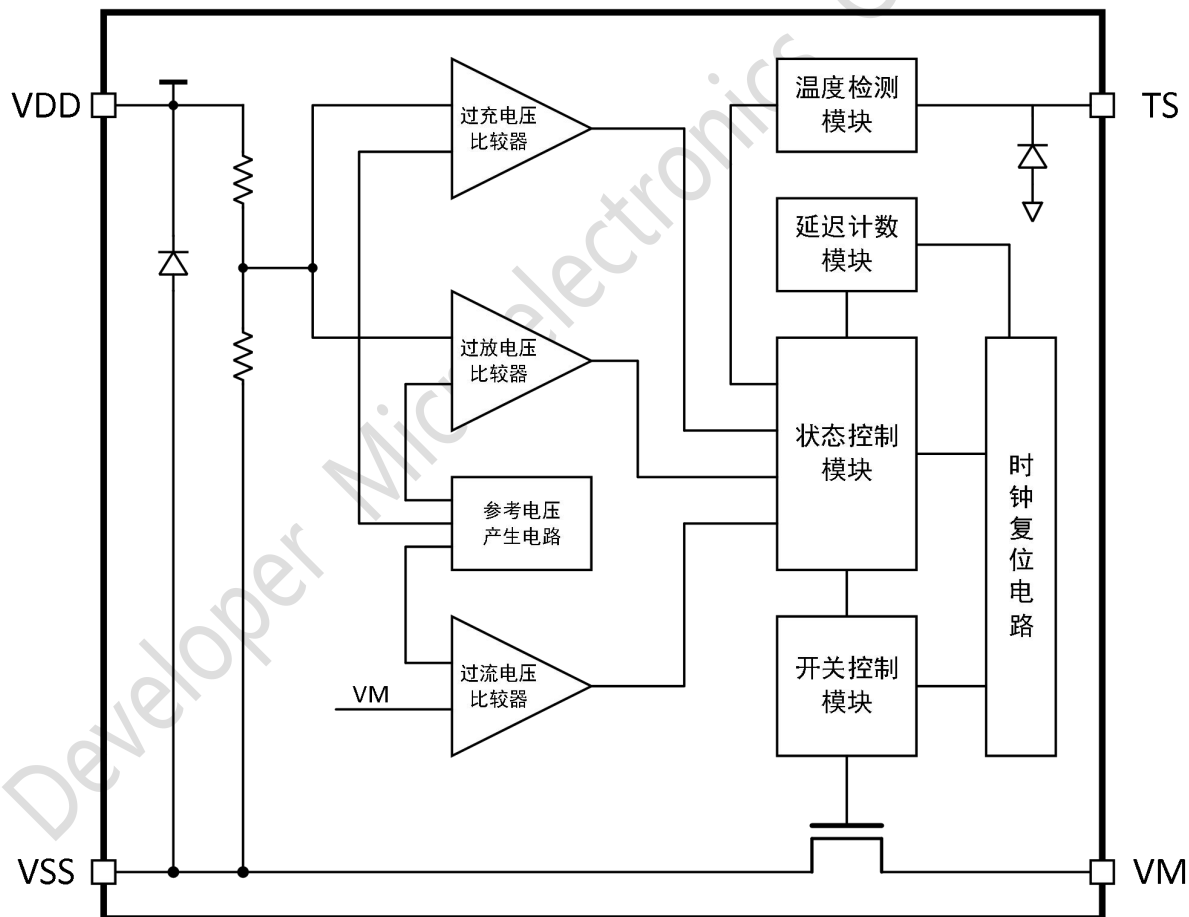 VDD
过充电压
比较器
温度检测
模块
TS
延迟计数
模块
过放电压
比较器
状态控制
模块
时钟复位电路
参考电压
产生电路
过流电压
比较器
VM
开关控制
模块
VSS
VM
Developer Microelectronics